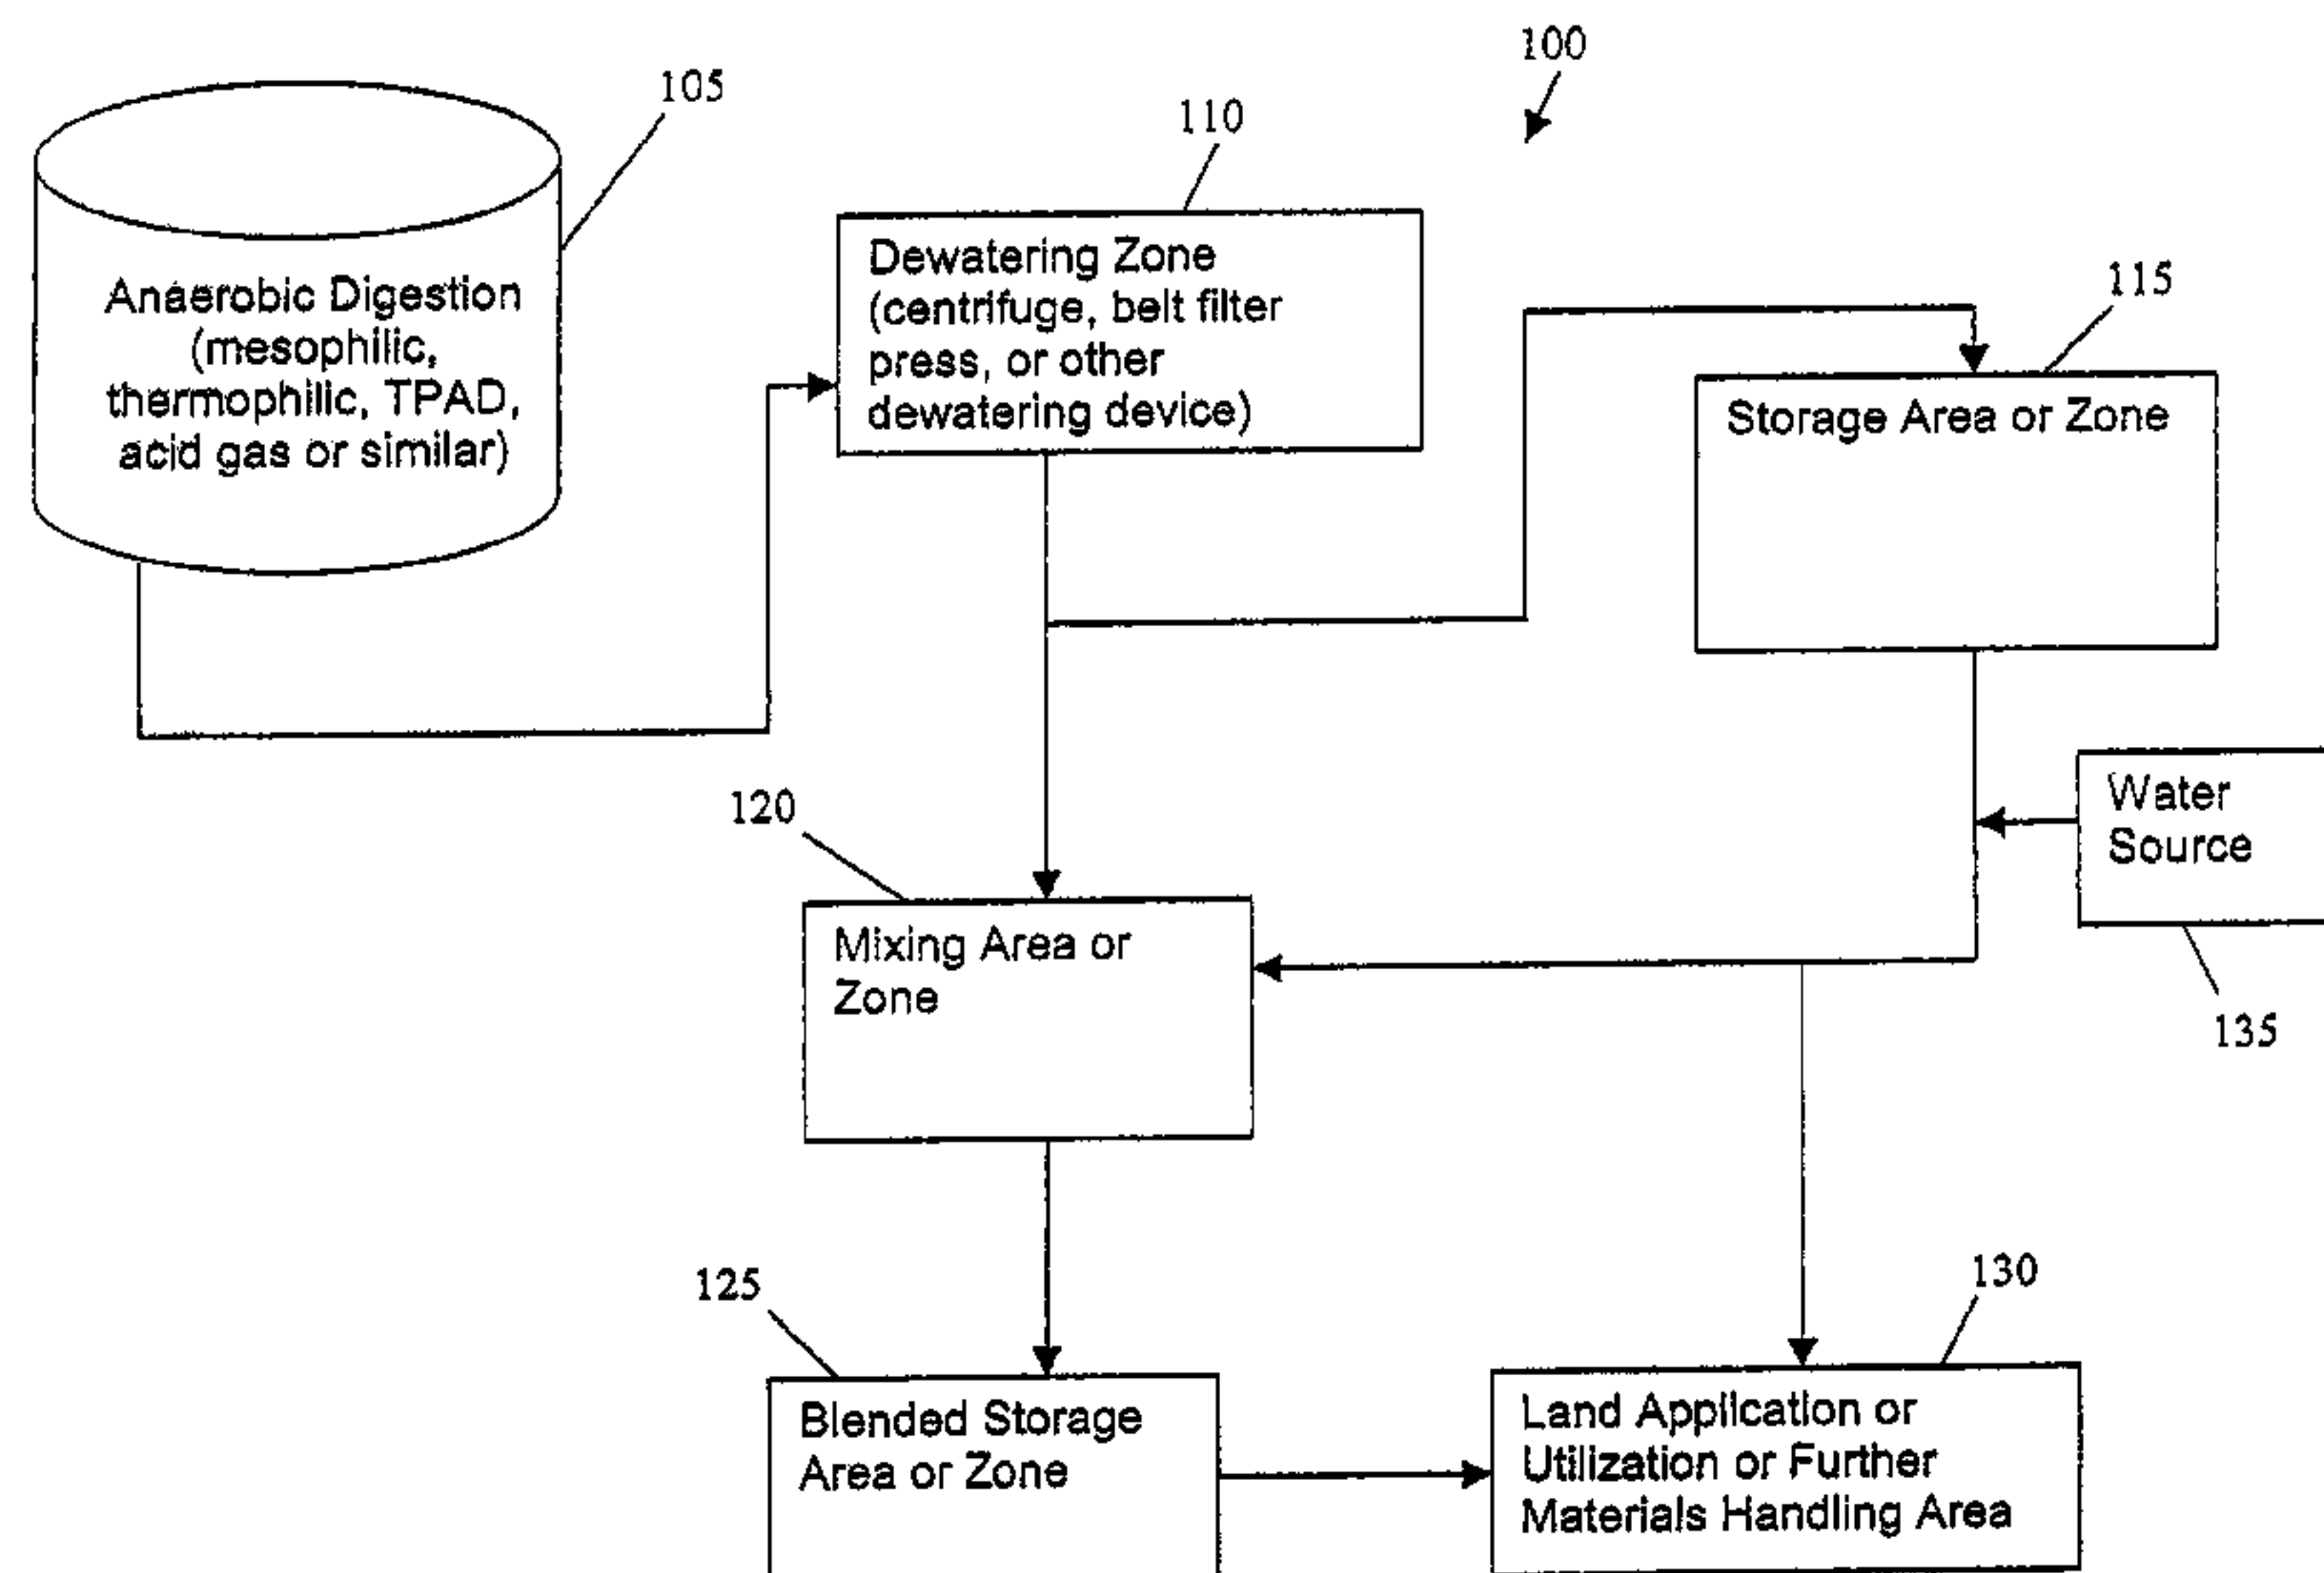 100
105
110
Anaerobic Digestion
(mesophilic,
thermophilic, TPAD,
acid gas or similar)
Dewatering Zone
(centrifuge, belt filter
press, or other
dewatering device)
115
Storage Area or Zone
120
Water
Source
Mixing Area or
Zone
135
125
130
Blended Storage
Area or Zone
Land Application or
Utilization or Further
Materials Handling Area